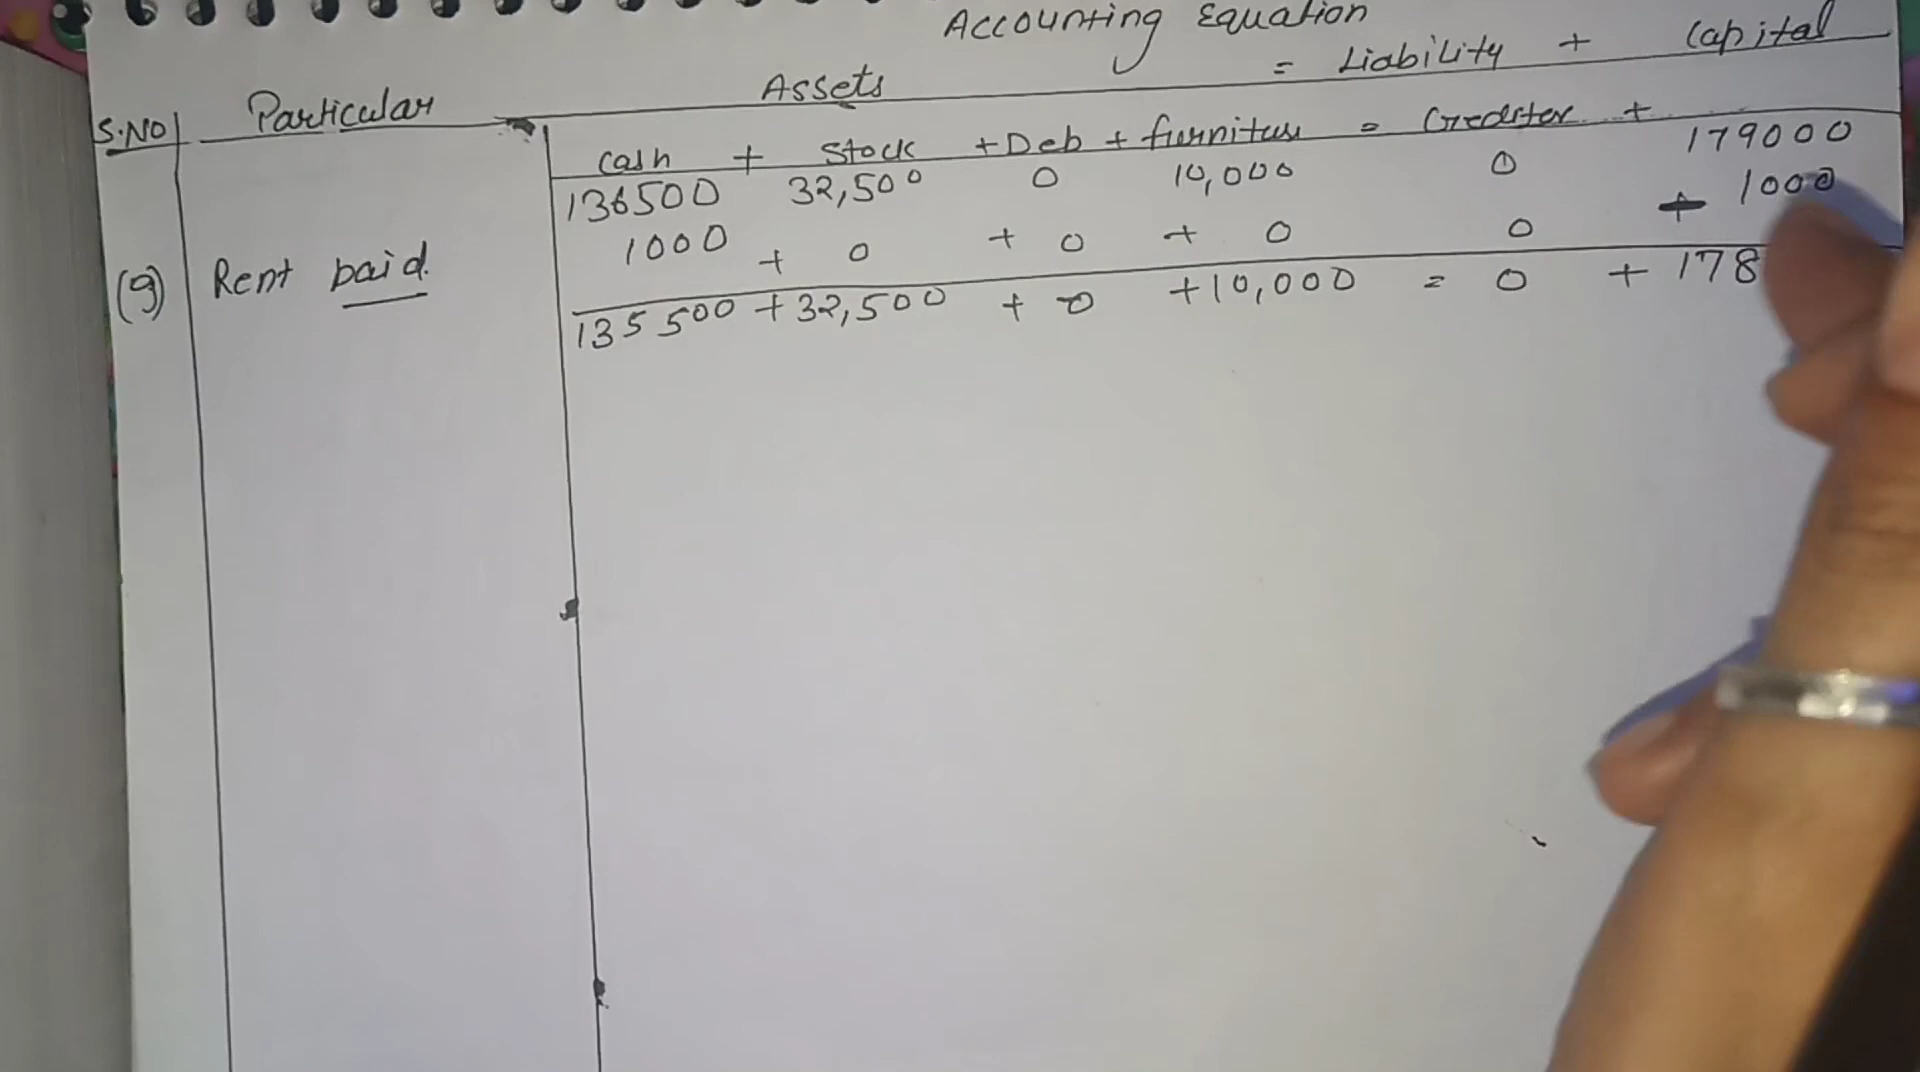 Accounting Equation
S.NO Particular Assets = Liability + Capital
Cash + Stock + Deb + furniture = Creditor +
136500 32,500 0 10,000 0 179000
1000 + 0 + 0 + 0 0 + 1000
(9) Rent paid.
135500 + 32,500 + 0 + 10,000 = 0 + 178